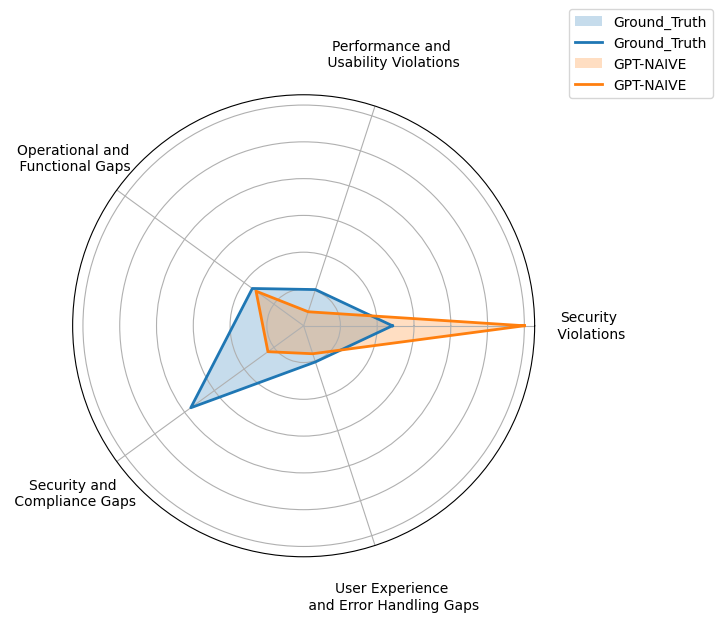 Ground_Truth
Ground_Truth
GPT-NAIVE
GPT-NAIVE
Performance and
Usability Violations
Operational and
Functional Gaps
Security
Violations
Security and
Compliance Gaps
User Experience
and Error Handling Gaps